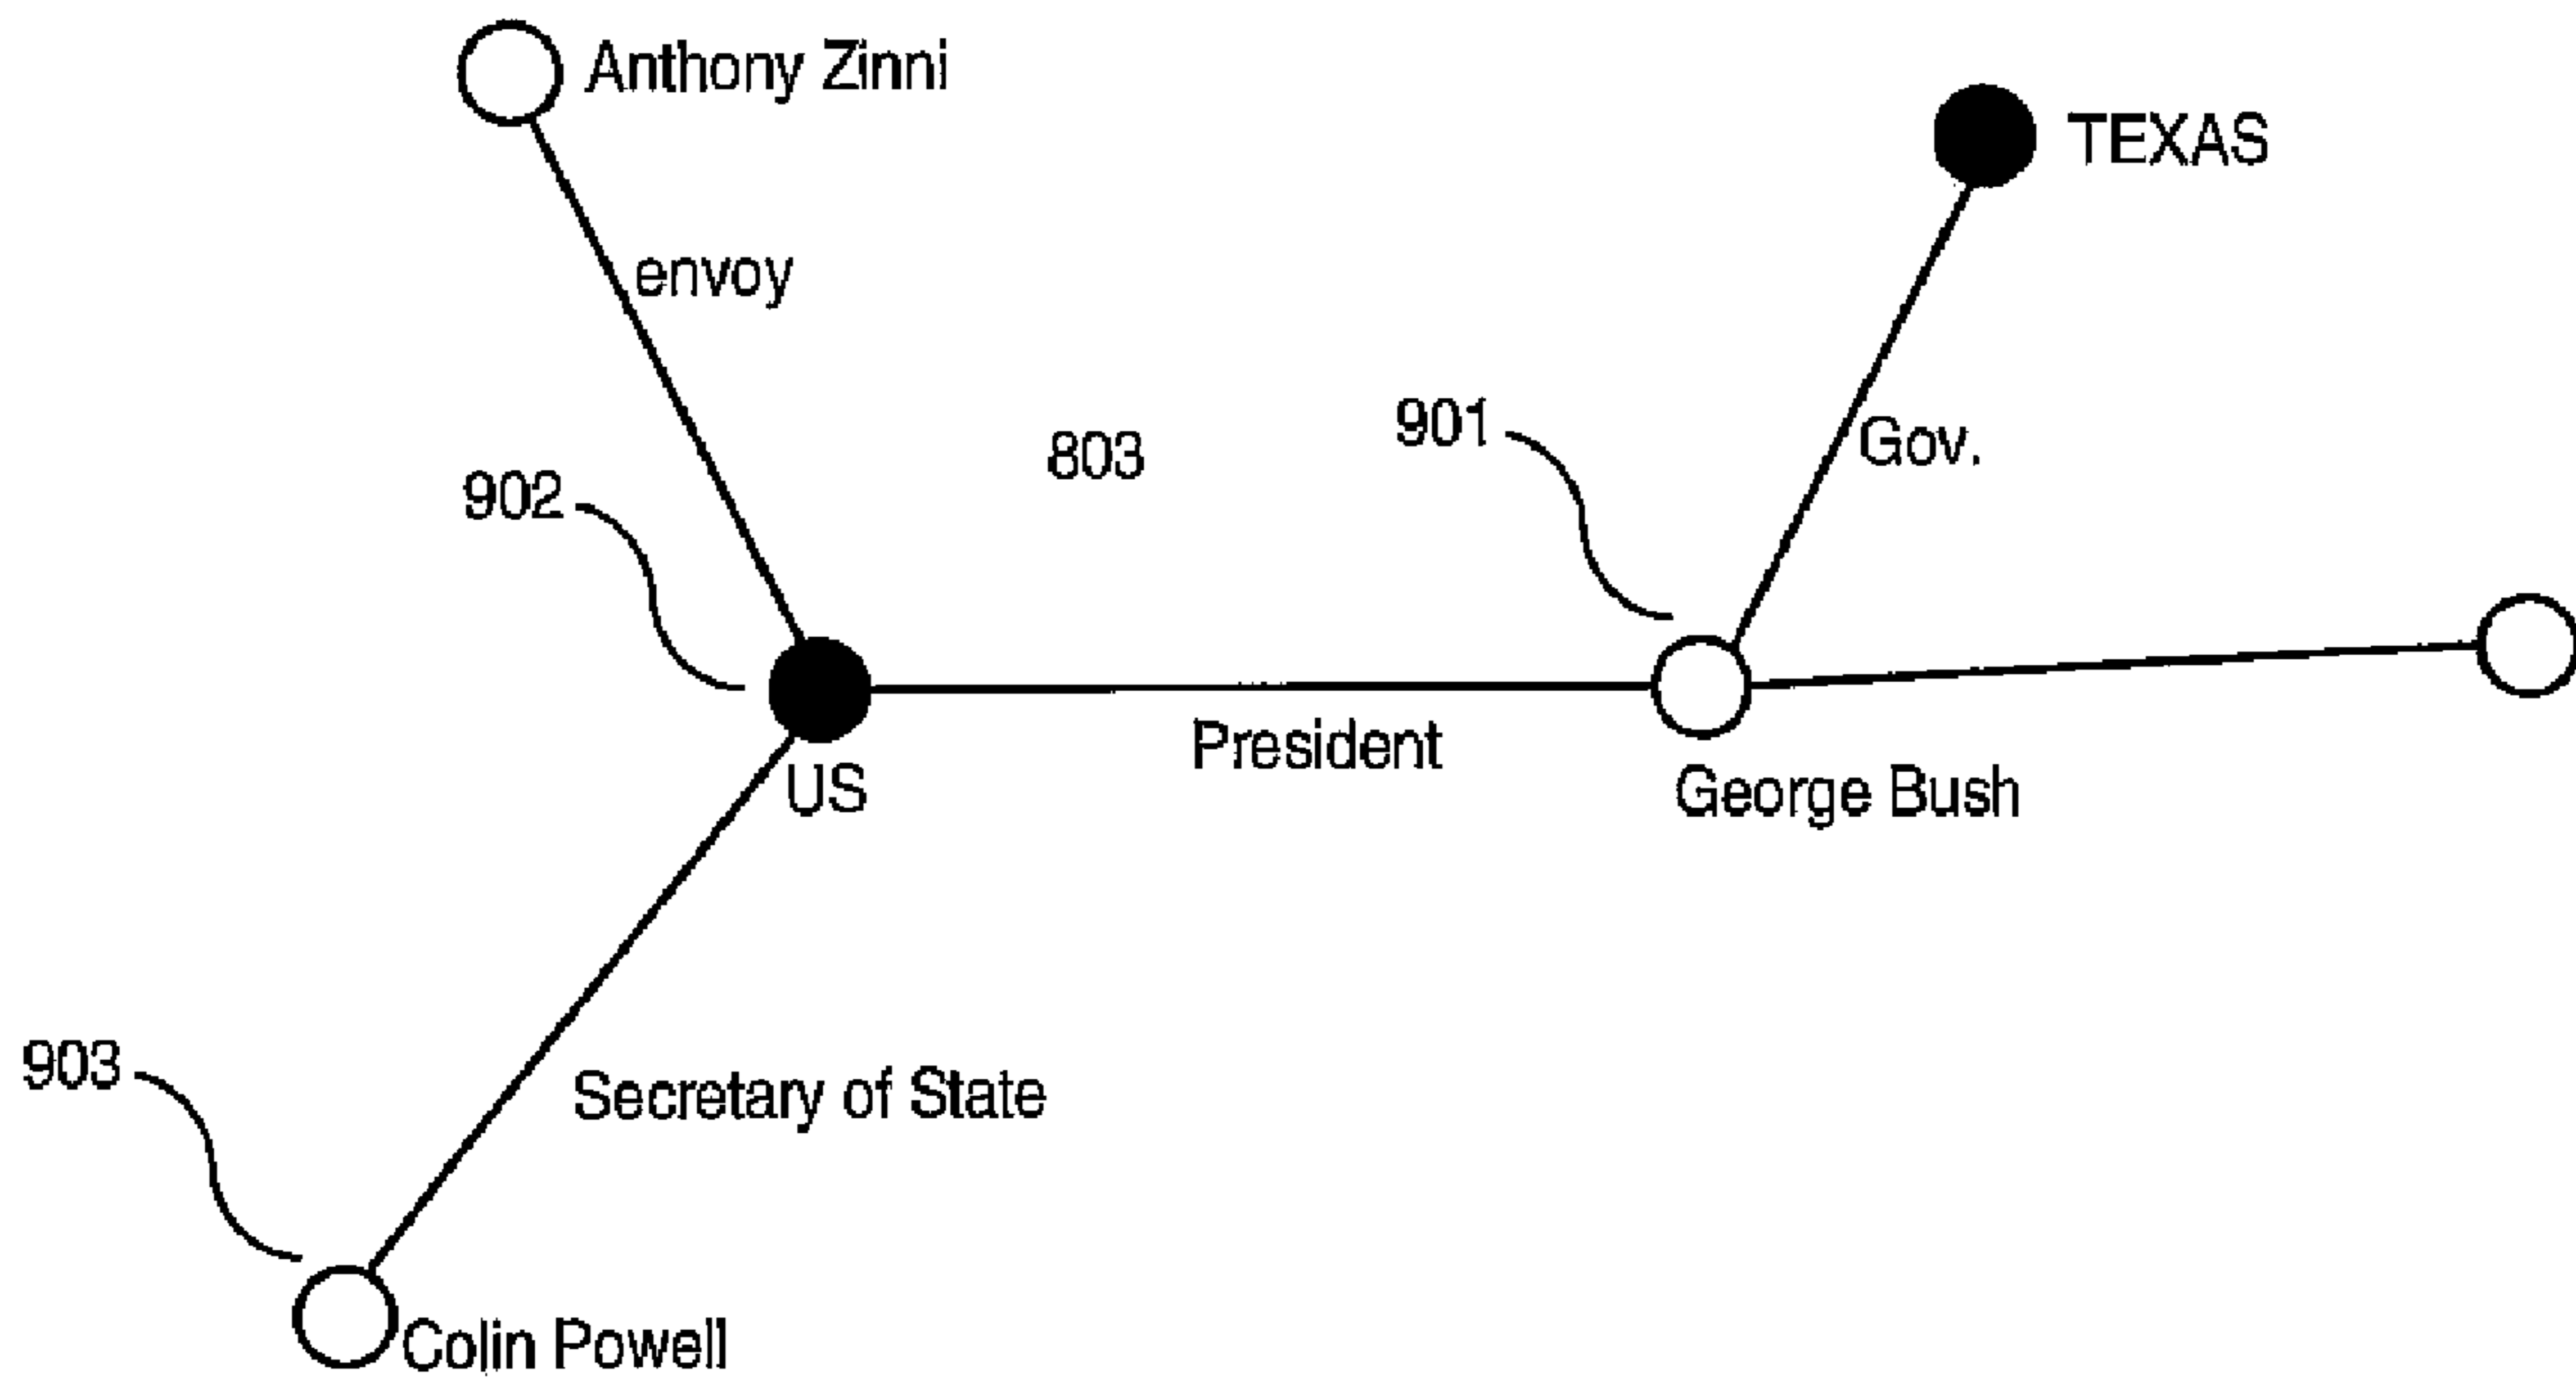 Anthony Zinni
TEXAS
envoy
901
Gov.
803
902
President
US
George Bush
903
Secretary of State
Colin Powell